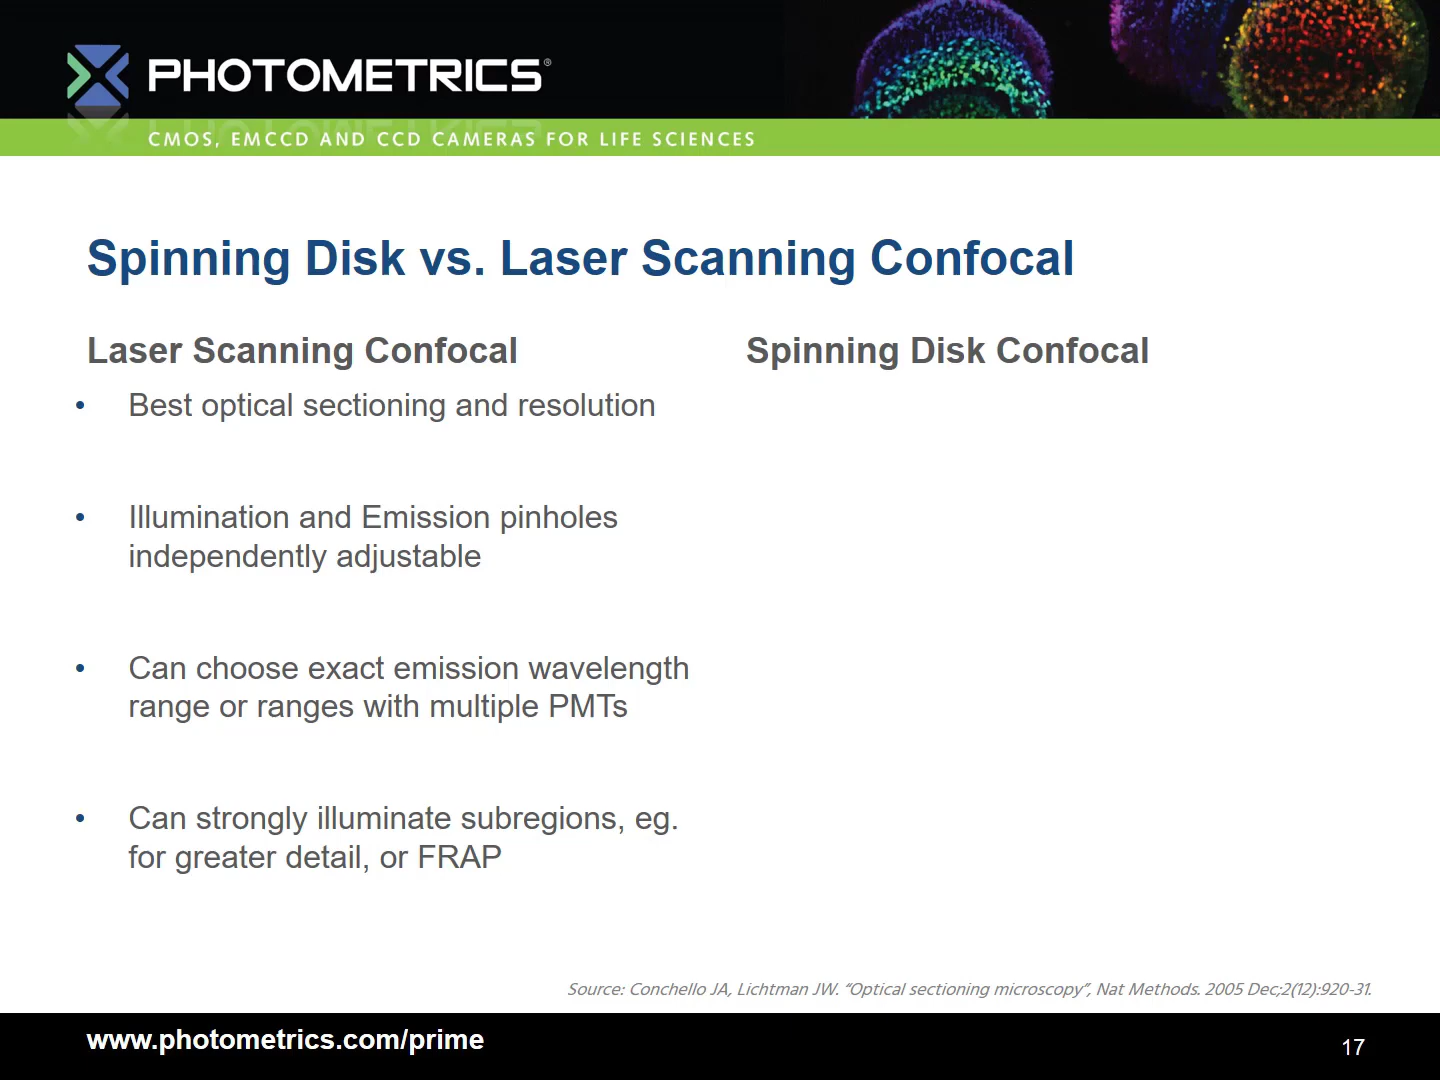 PHOTOMETRICS®
CMOS, EMCCD AND CCD CAMERAS FOR LIFE SCIENCES
Spinning Disk vs. Laser Scanning Confocal
Laser Scanning Confocal
• Best optical sectioning and resolution
• Illumination and Emission pinholes
independently adjustable
• Can choose exact emission wavelength
range or ranges with multiple PMTs
• Can strongly illuminate subregions, eg.
for greater detail, or FRAP
Spinning Disk Confocal
Source: Conchello JA, Lichtman JW. “Optical sectioning microscopy”, Nat Methods. 2005 Dec;2(12):920-31.
www.photometrics.com/prime
17